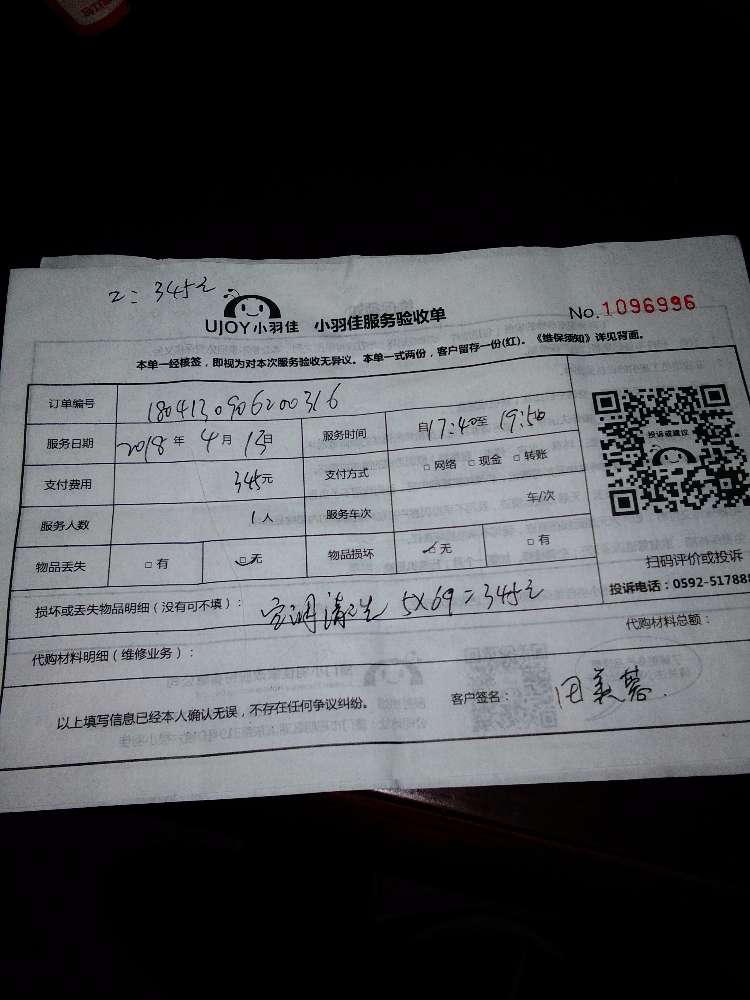 2:345元
UJOY小羽佳 小羽佳服务验收单 No.1096996
本单一经核签，即视为对本次服务验收无异议。本单一式两份，客户留存一份(红)。《维保须知》详见背面。
订单编号 1804130906200316
服务日期 2018年4月13日 服务时间 自17:40至19:50
支付费用 345元 支付方式 □网络 □现金 □转账
服务人数 1人 服务车次 车/次
物品丢失 □有 □无 物品损坏 □无 □有
投诉或建议
扫码评价或投诉
投诉电话：0592-517888
损坏或丢失物品明细（没有可不填）： 空调清洗 5X69=345元
代购材料明细（维修业务）： 代购材料总额：
以上填写信息已经本人确认无误，不存在任何争议纠纷。 客户签名： 田美蓉